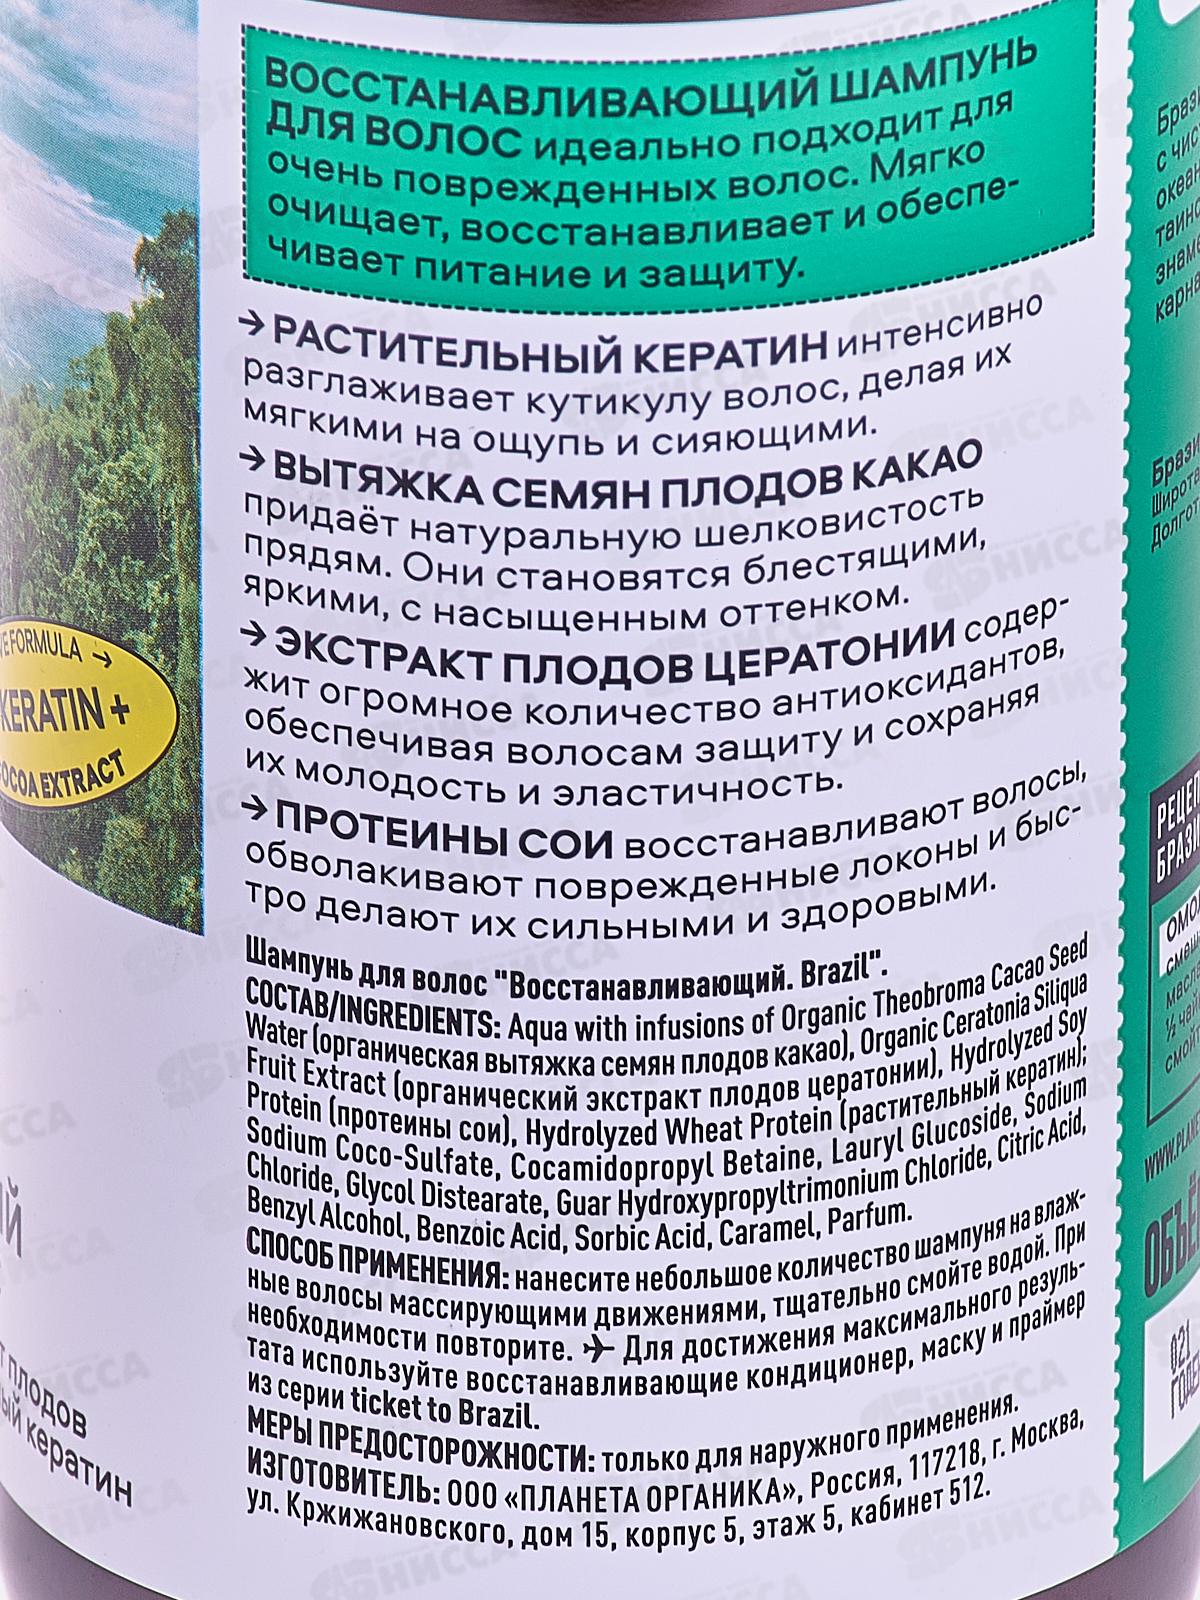 ВОССТАНАВЛИВАЮЩИЙ ШАМПУНЬ
ДЛЯ ВОЛОС идеально подходит для
очень поврежденных волос. Мягко
очищает, восстанавливает и обеспе-
чивает питание и защиту.
→ РАСТИТЕЛЬНЫЙ КЕРАТИН интенсивно
разглаживает кутикулу волос, делая их
мягкими на ощупь и сияющими.
→ ВЫТЯЖКА СЕМЯН ПЛОДОВ КАКАО
придаёт натуральную шелковистость
прядям. Они становятся блестящими,
яркими, с насыщенным оттенком.
→ ЭКСТРАКТ ПЛОДОВ ЦЕРАТОНИИ содер-
жит огромное количество антиоксидантов,
обеспечивая волосам защиту и сохраняя
их молодость и эластичность.
→ ПРОТЕИНЫ СОИ восстанавливают волосы,
обволакивают поврежденные локоны и быс-
тро делают их сильными и здоровыми.
Шампунь для волос "Восстанавливающий. Brazil".
СОСТАВ/INGREDIENTS: Aqua with infusions of Organic Theobroma Cacao Seed
Water (органическая вытяжка семян плодов какао), Organic Ceratonia Siliqua
Fruit Extract (органический экстракт плодов цератонии), Hydrolyzed Soy
Protein (протеины сои), Hydrolyzed Wheat Protein (растительный кератин);
Sodium Coco-Sulfate, Cocamidopropyl Betaine, Lauryl Glucoside, Sodium
Chloride, Glycol Distearate, Guar Hydroxypropyltrimonium Chloride, Citric Acid,
Benzyl Alcohol, Benzoic Acid, Sorbic Acid, Caramel, Parfum.
СПОСОБ ПРИМЕНЕНИЯ: нанесите небольшое количество шампуня на влаж-
ные волосы массирующими движениями, тщательно смойте водой. При
необходимости повторите. ✈ Для достижения максимального резуль-
тата используйте восстанавливающие кондиционер, маску и праймер
из серии ticket to Brazil.
МЕРЫ ПРЕДОСТОРОЖНОСТИ: только для наружного применения.
ИЗГОТОВИТЕЛЬ: ООО «ПЛАНЕТА ОРГАНИКА», Россия, 117218, г. Москва,
ул. Кржижановского, дом 15, корпус 5, этаж 5, кабинет 512.
FORMULA →
KERATIN +
EXTRACT
плодов
кератин
НИССА